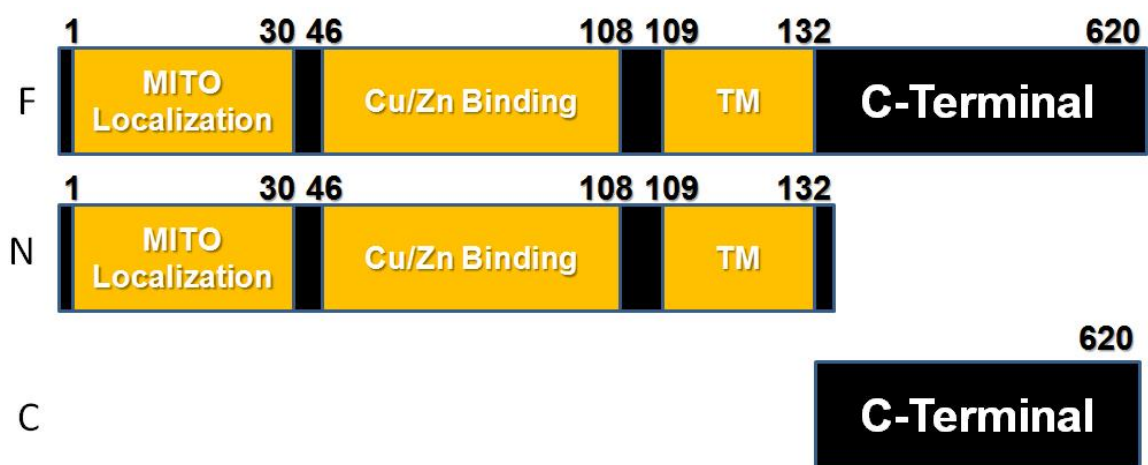 1 30 46 108 109 132 620
F MITO Localization Cu/Zn Binding TM C-Terminal
1 30 46 108 109 132
N MITO Localization Cu/Zn Binding TM
620
C C-Terminal